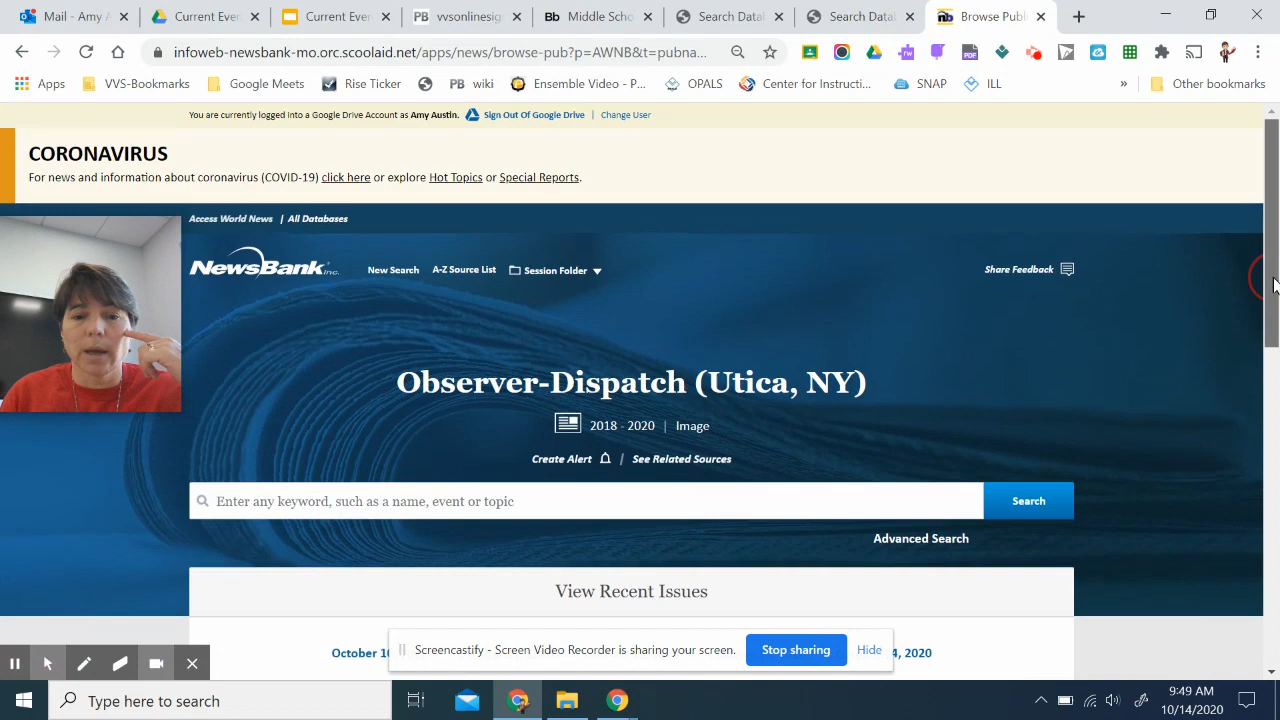 Mail - Amy A
Current Eve
Current Eve
PB vvsonlinesig
Bb Middle Scho
Search Datal
Search Datal
nb Browse Publ
infoweb-newsbank-mo.orc.scoolaid.net/apps/news/browse-pub?p=AWNB&t=pubna...
Apps
VVS-Bookmarks
Google Meets
Rise Ticker
PB wiki
Ensemble Video - P...
OPALS
Center for Instructi...
SNAP
ILL
»
Other bookmarks
You are currently logged into a Google Drive Account as Amy Austin. Sign Out Of Google Drive | Change User
CORONAVIRUS
For news and information about coronavirus (COVID-19) click here or explore Hot Topics or Special Reports.
Access World News | All Databases
NewsBank inc.
New Search
A-Z Source List
Session Folder
Share Feedback
Observer-Dispatch (Utica, NY)
2018 - 2020 | Image
Create Alert | See Related Sources
Enter any keyword, such as a name, event or topic
Search
Advanced Search
View Recent Issues
October 1
4, 2020
Screencastify - Screen Video Recorder is sharing your screen.
Stop sharing
Hide
Type here to search
9:49 AM
10/14/2020